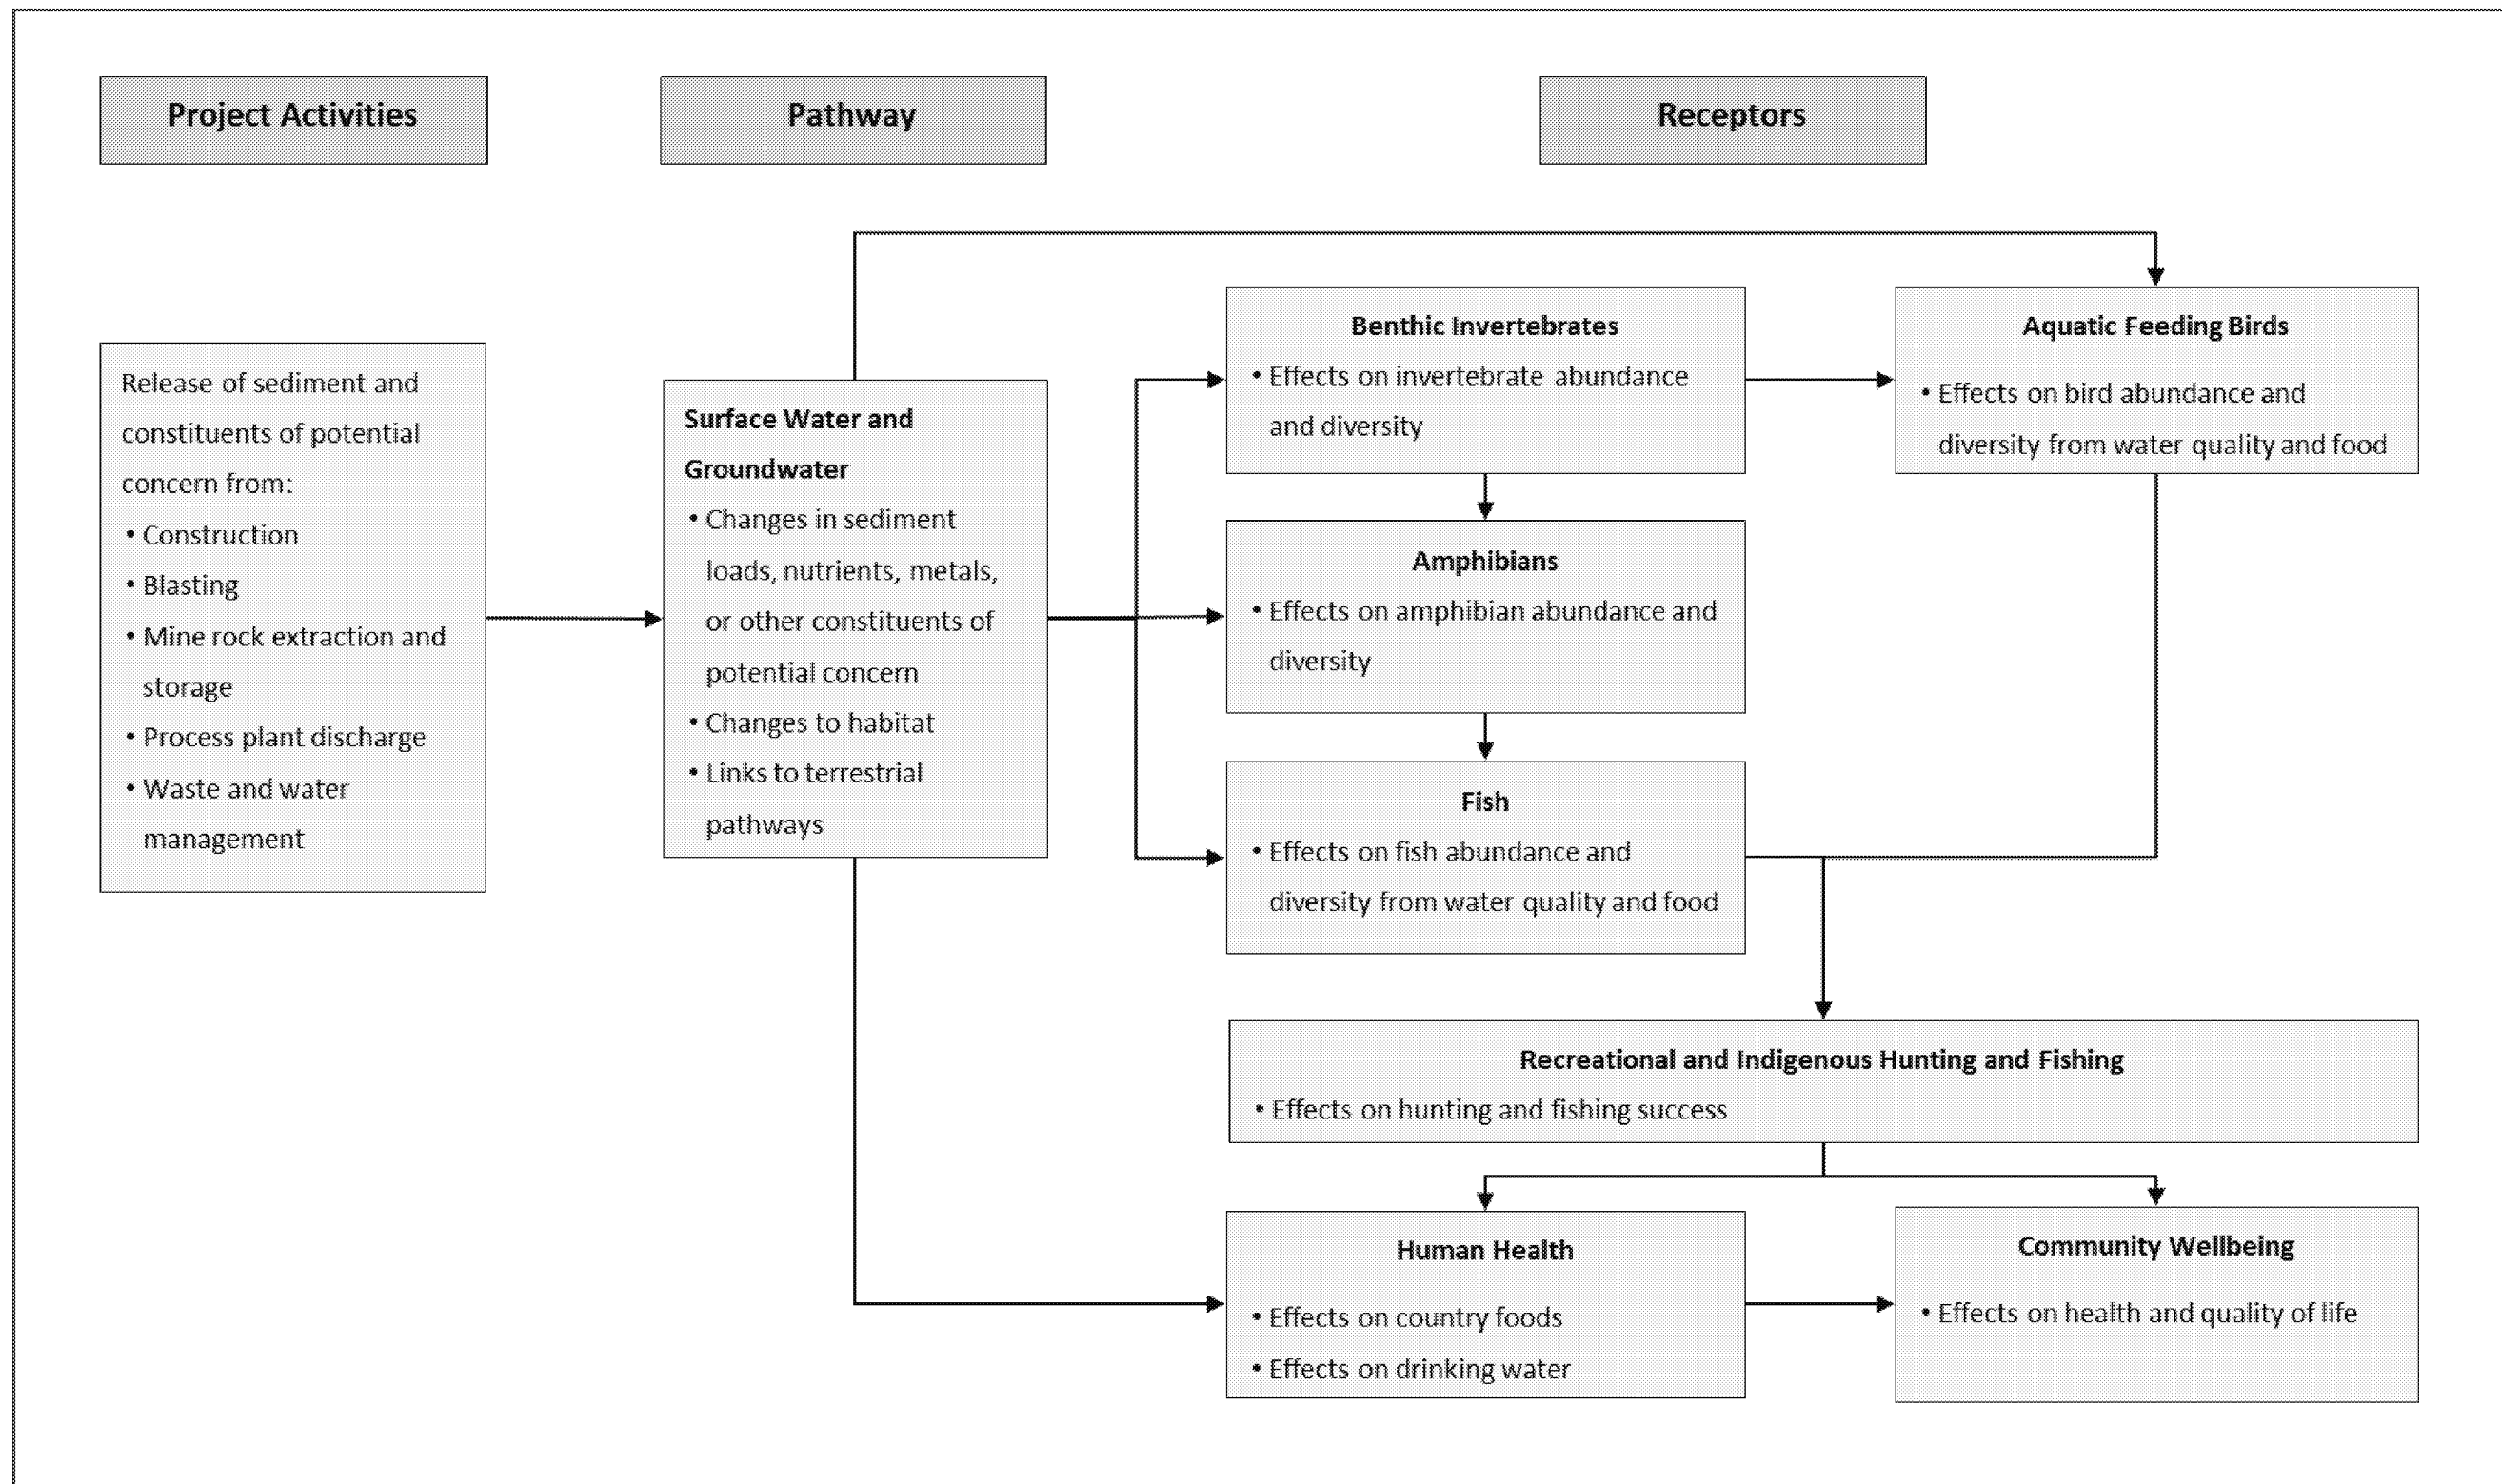 Project Activities
Pathway
Receptors
Release of sediment and
constituents of potential
concern from:
• Construction
• Blasting
• Mine rock extraction and
storage
• Process plant discharge
• Waste and water
management
Surface Water and
Groundwater
• Changes in sediment
loads, nutrients, metals,
or other constituents of
potential concern
• Changes to habitat
• Links to terrestrial
pathways
Benthic Invertebrates
• Effects on invertebrate abundance
and diversity
Aquatic Feeding Birds
• Effects on bird abundance and
diversity from water quality and food
Amphibians
• Effects on amphibian abundance and
diversity
Fish
• Effects on fish abundance and
diversity from water quality and food
Recreational and Indigenous Hunting and Fishing
• Effects on hunting and fishing success
Human Health
• Effects on country foods
• Effects on drinking water
Community Wellbeing
• Effects on health and quality of life